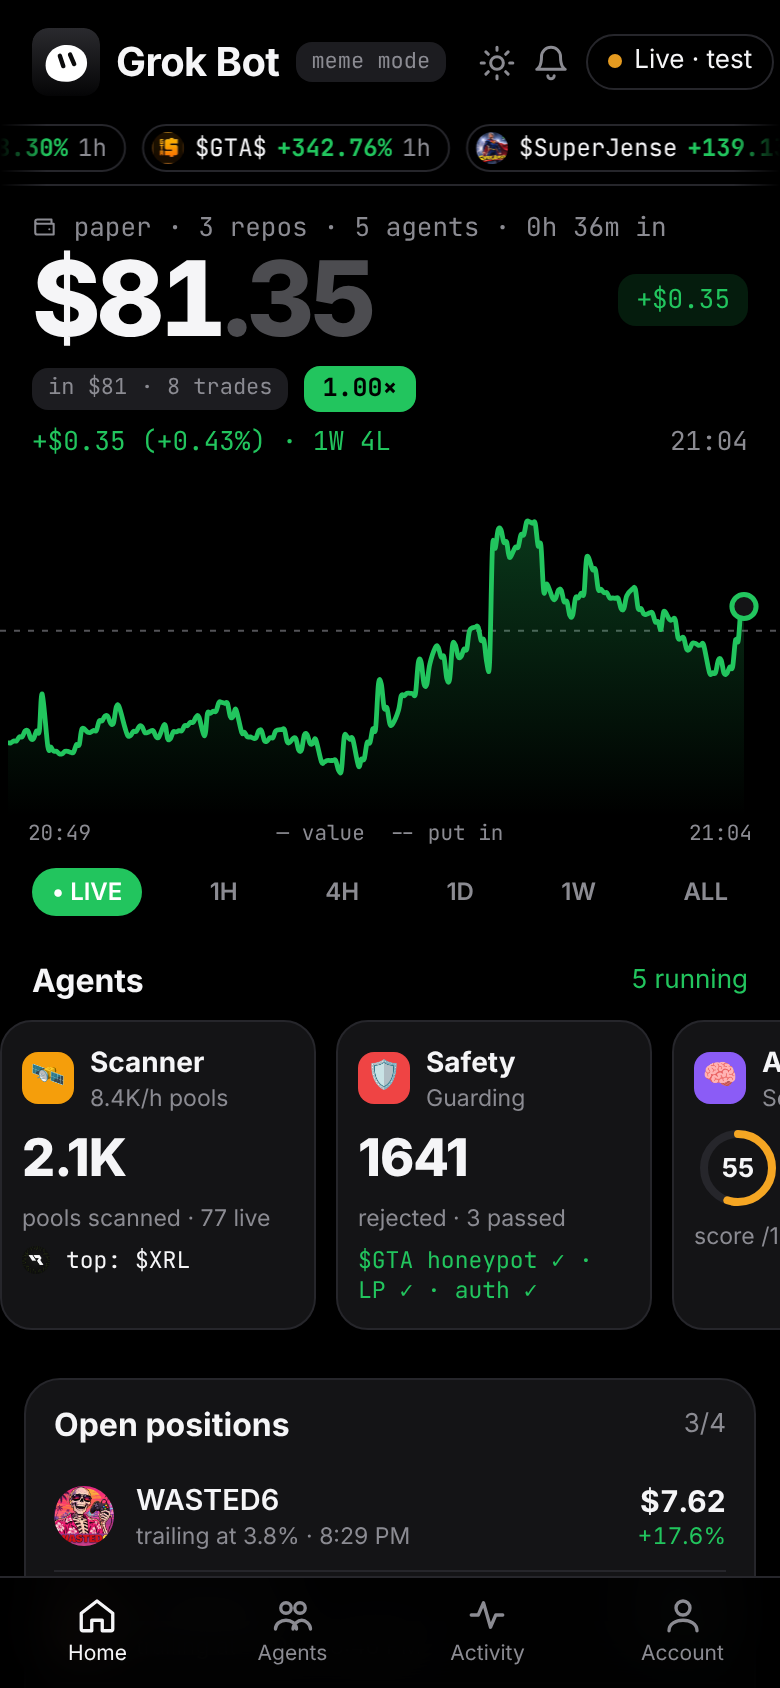 Grok Bot meme mode Live · test
3.30% 1h $GTA$ +342.76% 1h $SuperJense +139.1
paper · 3 repos · 5 agents · 0h 36m in
$81.35 +$0.35
in $81 · 8 trades 1.00×
+$0.35 (+0.43%) · 1W 4L 21:04
20:49 — value -- put in 21:04
• LIVE 1H 4H 1D 1W ALL
Agents 5 running
Scanner
8.4K/h pools
2.1K
pools scanned · 77 live
top: $XRL
Safety
Guarding
1641
rejected · 3 passed
$GTA honeypot ✓ ·
LP ✓ · auth ✓
55
score /1
Open positions 3/4
WASTED6 $7.62
trailing at 3.8% · 8:29 PM +17.6%
Home Agents Activity Account